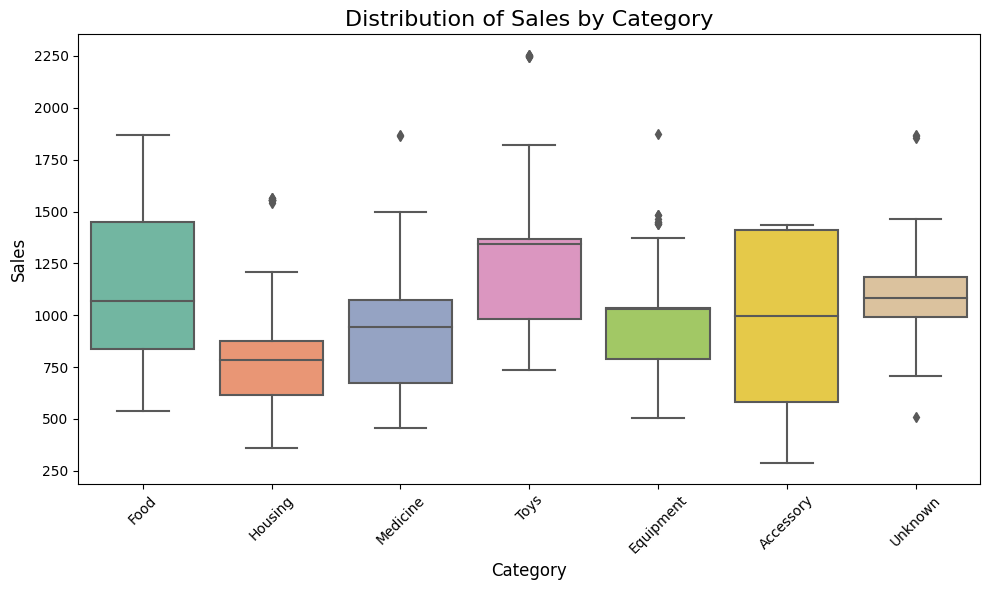 Distribution of Sales by Category
Sales
2250
2000
1750
1500
1250
1000
750
500
250
Food
Housing
Medicine
Toys
Equipment
Accessory
Unknown
Category